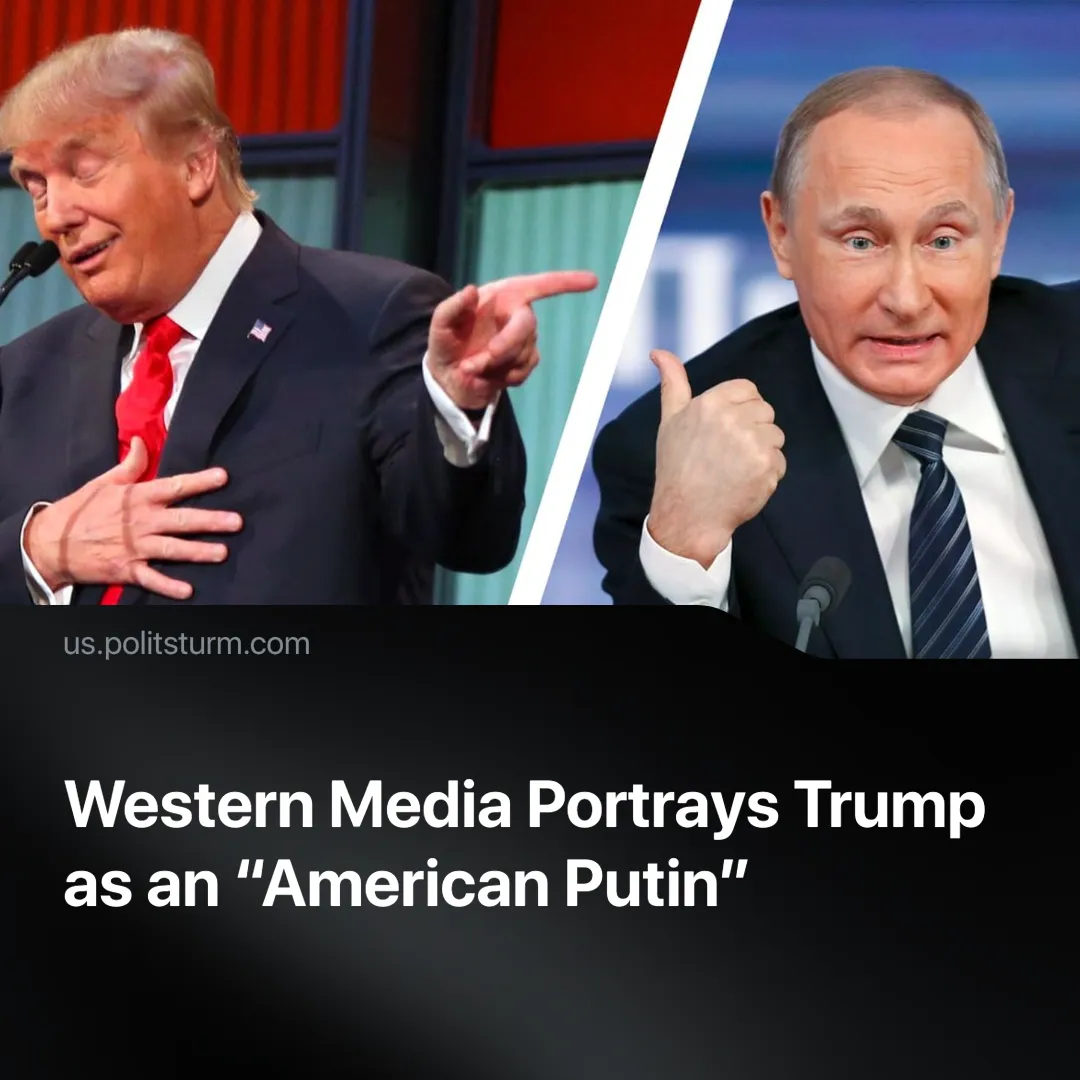 us.politsturm.com
Western Media Portrays Trump
as an “American Putin”